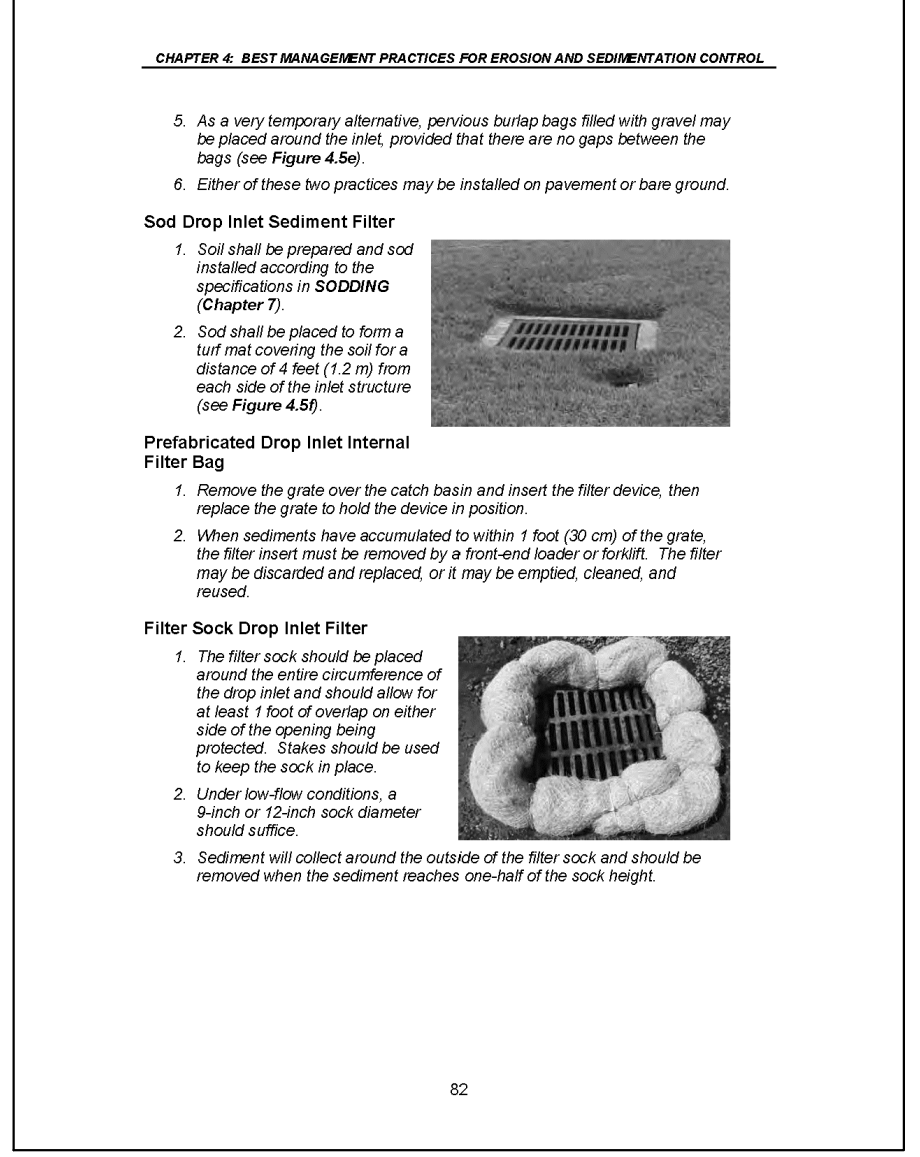 CHAPTER 4: BEST MANAGEMENT PRACTICES FOR EROSION AND SEDIMENTATION CONTROL
5. As a very temporary alternative, pervious burlap bags filled with gravel may
be placed around the inlet, provided that there are no gaps between the
bags (see Figure 4.5e).
6. Either of these two practices may be installed on pavement or bare ground.
Sod Drop Inlet Sediment Filter
1. Soil shall be prepared and sod
installed according to the
specifications in SODDING
(Chapter 7).
2. Sod shall be placed to form a
turf mat covering the soil for a
distance of 4 feet (1.2 m) from
each side of the inlet structure
(see Figure 4.5f).
Prefabricated Drop Inlet Internal
Filter Bag
1. Remove the grate over the catch basin and insert the filter device, then
replace the grate to hold the device in position.
2. When sediments have accumulated to within 1 foot (30 cm) of the grate,
the filter insert must be removed by a front-end loader or forklift. The filter
may be discarded and replaced, or it may be emptied, cleaned, and
reused.
Filter Sock Drop Inlet Filter
1. The filter sock should be placed
around the entire circumference of
the drop inlet and should allow for
at least 1 foot of overlap on either
side of the opening being
protected. Stakes should be used
to keep the sock in place.
2. Under low-flow conditions, a
9-inch or 12-inch sock diameter
should suffice.
3. Sediment will collect around the outside of the filter sock and should be
removed when the sediment reaches one-half of the sock height.
82